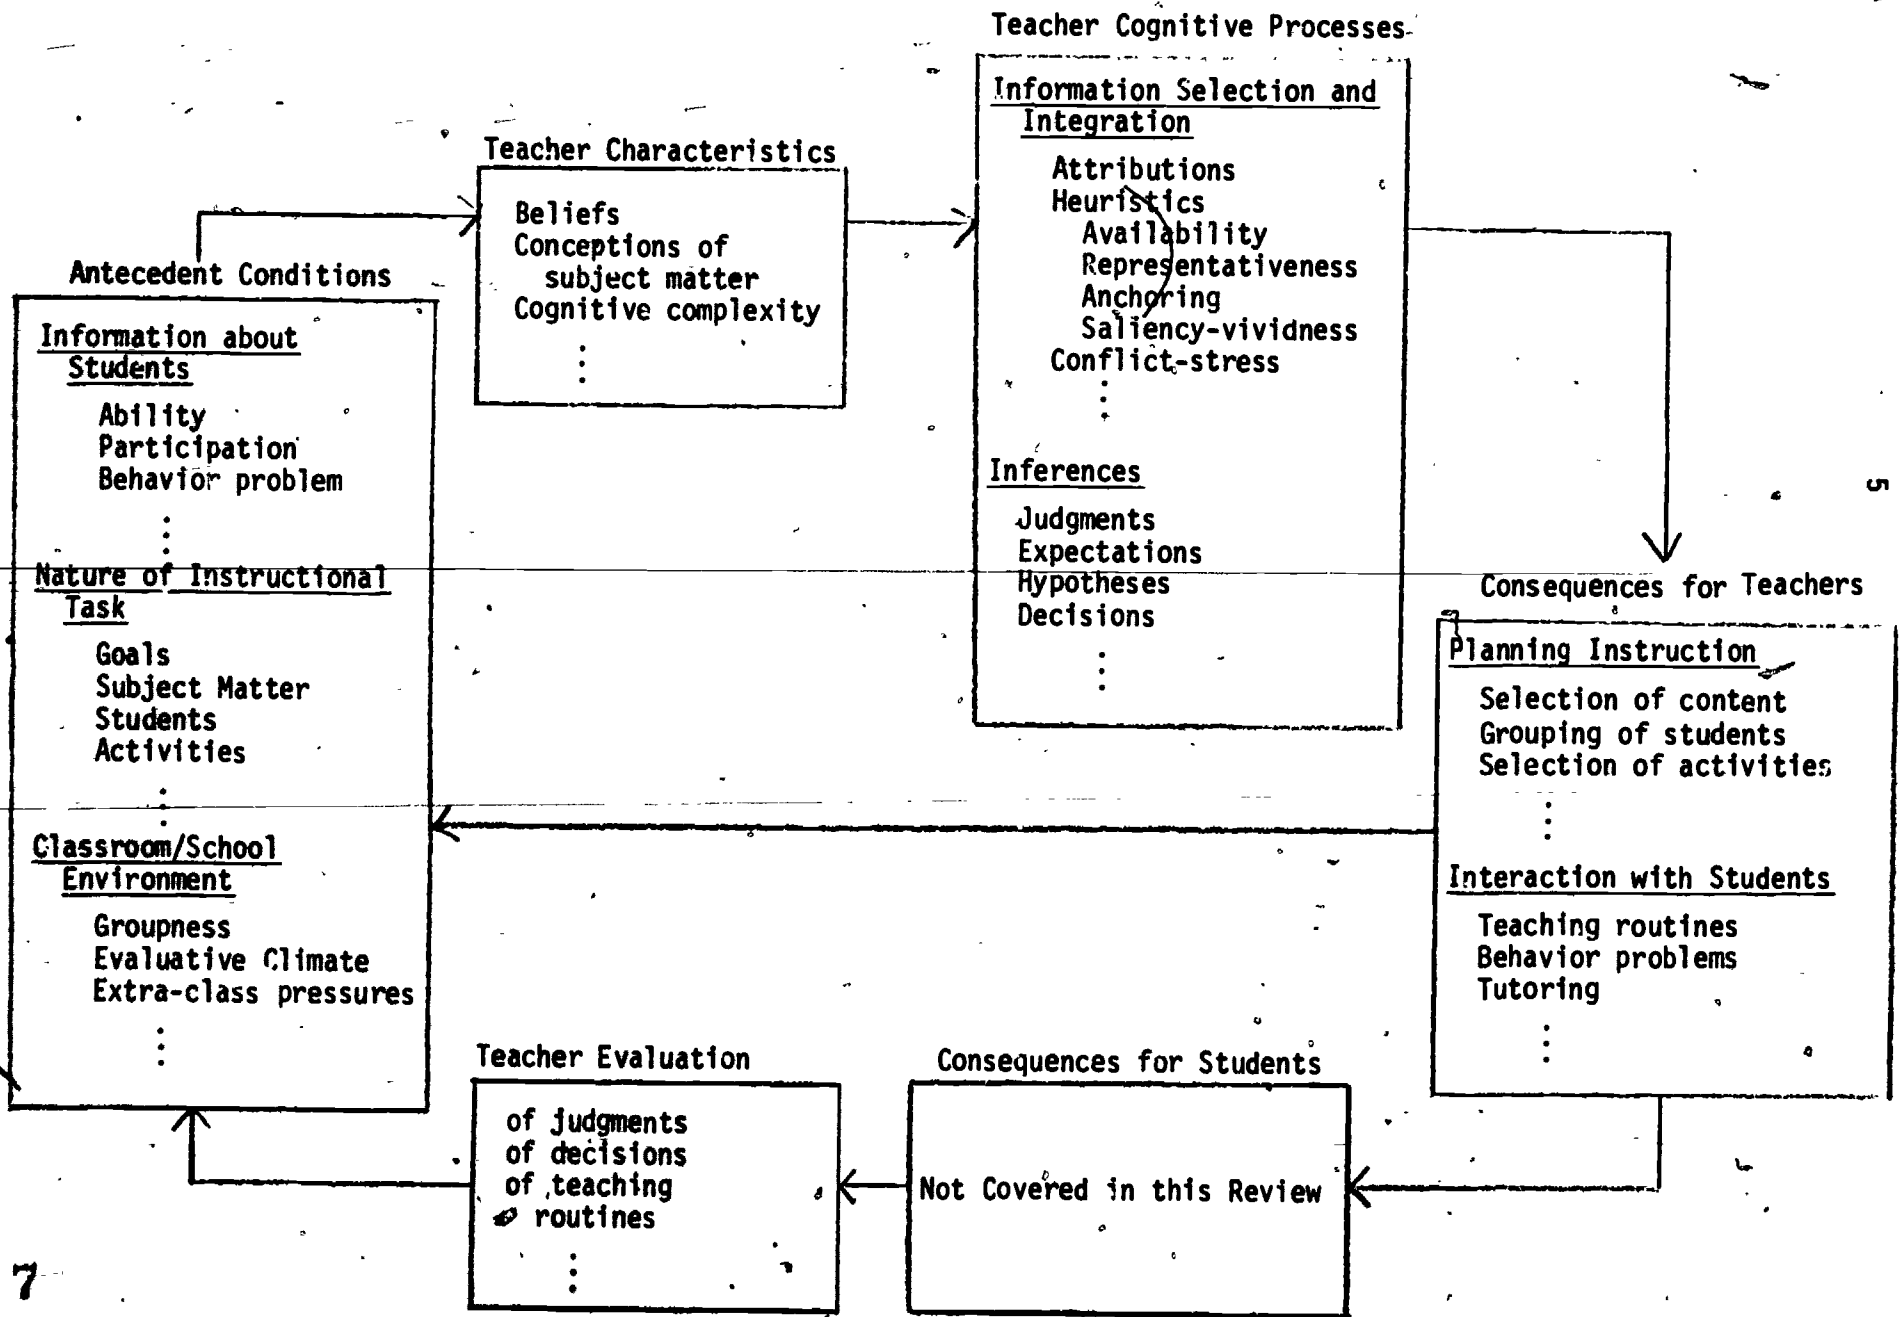 Teacher Cognitive Processes
Information Selection and
Integration
Attributions
Heuristics
Availability
Representativeness
Anchoring
Saliency-vividness
Conflict-stress
Inferences
Judgments
Expectations
Hypotheses
Decisions
Teacher Characteristics
Beliefs
Conceptions of
subject matter
Cognitive complexity
Antecedent Conditions
Information about
Students
Ability
Participation
Behavior problem
Nature of Instructional
Task
Goals
Subject Matter
Students
Activities
Classroom/School
Environment
Groupness
Evaluative Climate
Extra-class pressures
5
Consequences for Teachers
Planning Instruction
Selection of content
Grouping of students
Selection of activities
Interaction with Students
Teaching routines
Behavior problems
Tutoring
Teacher Evaluation
of judgments
of decisions
of teaching
routines
Consequences for Students
Not Covered in this Review
7